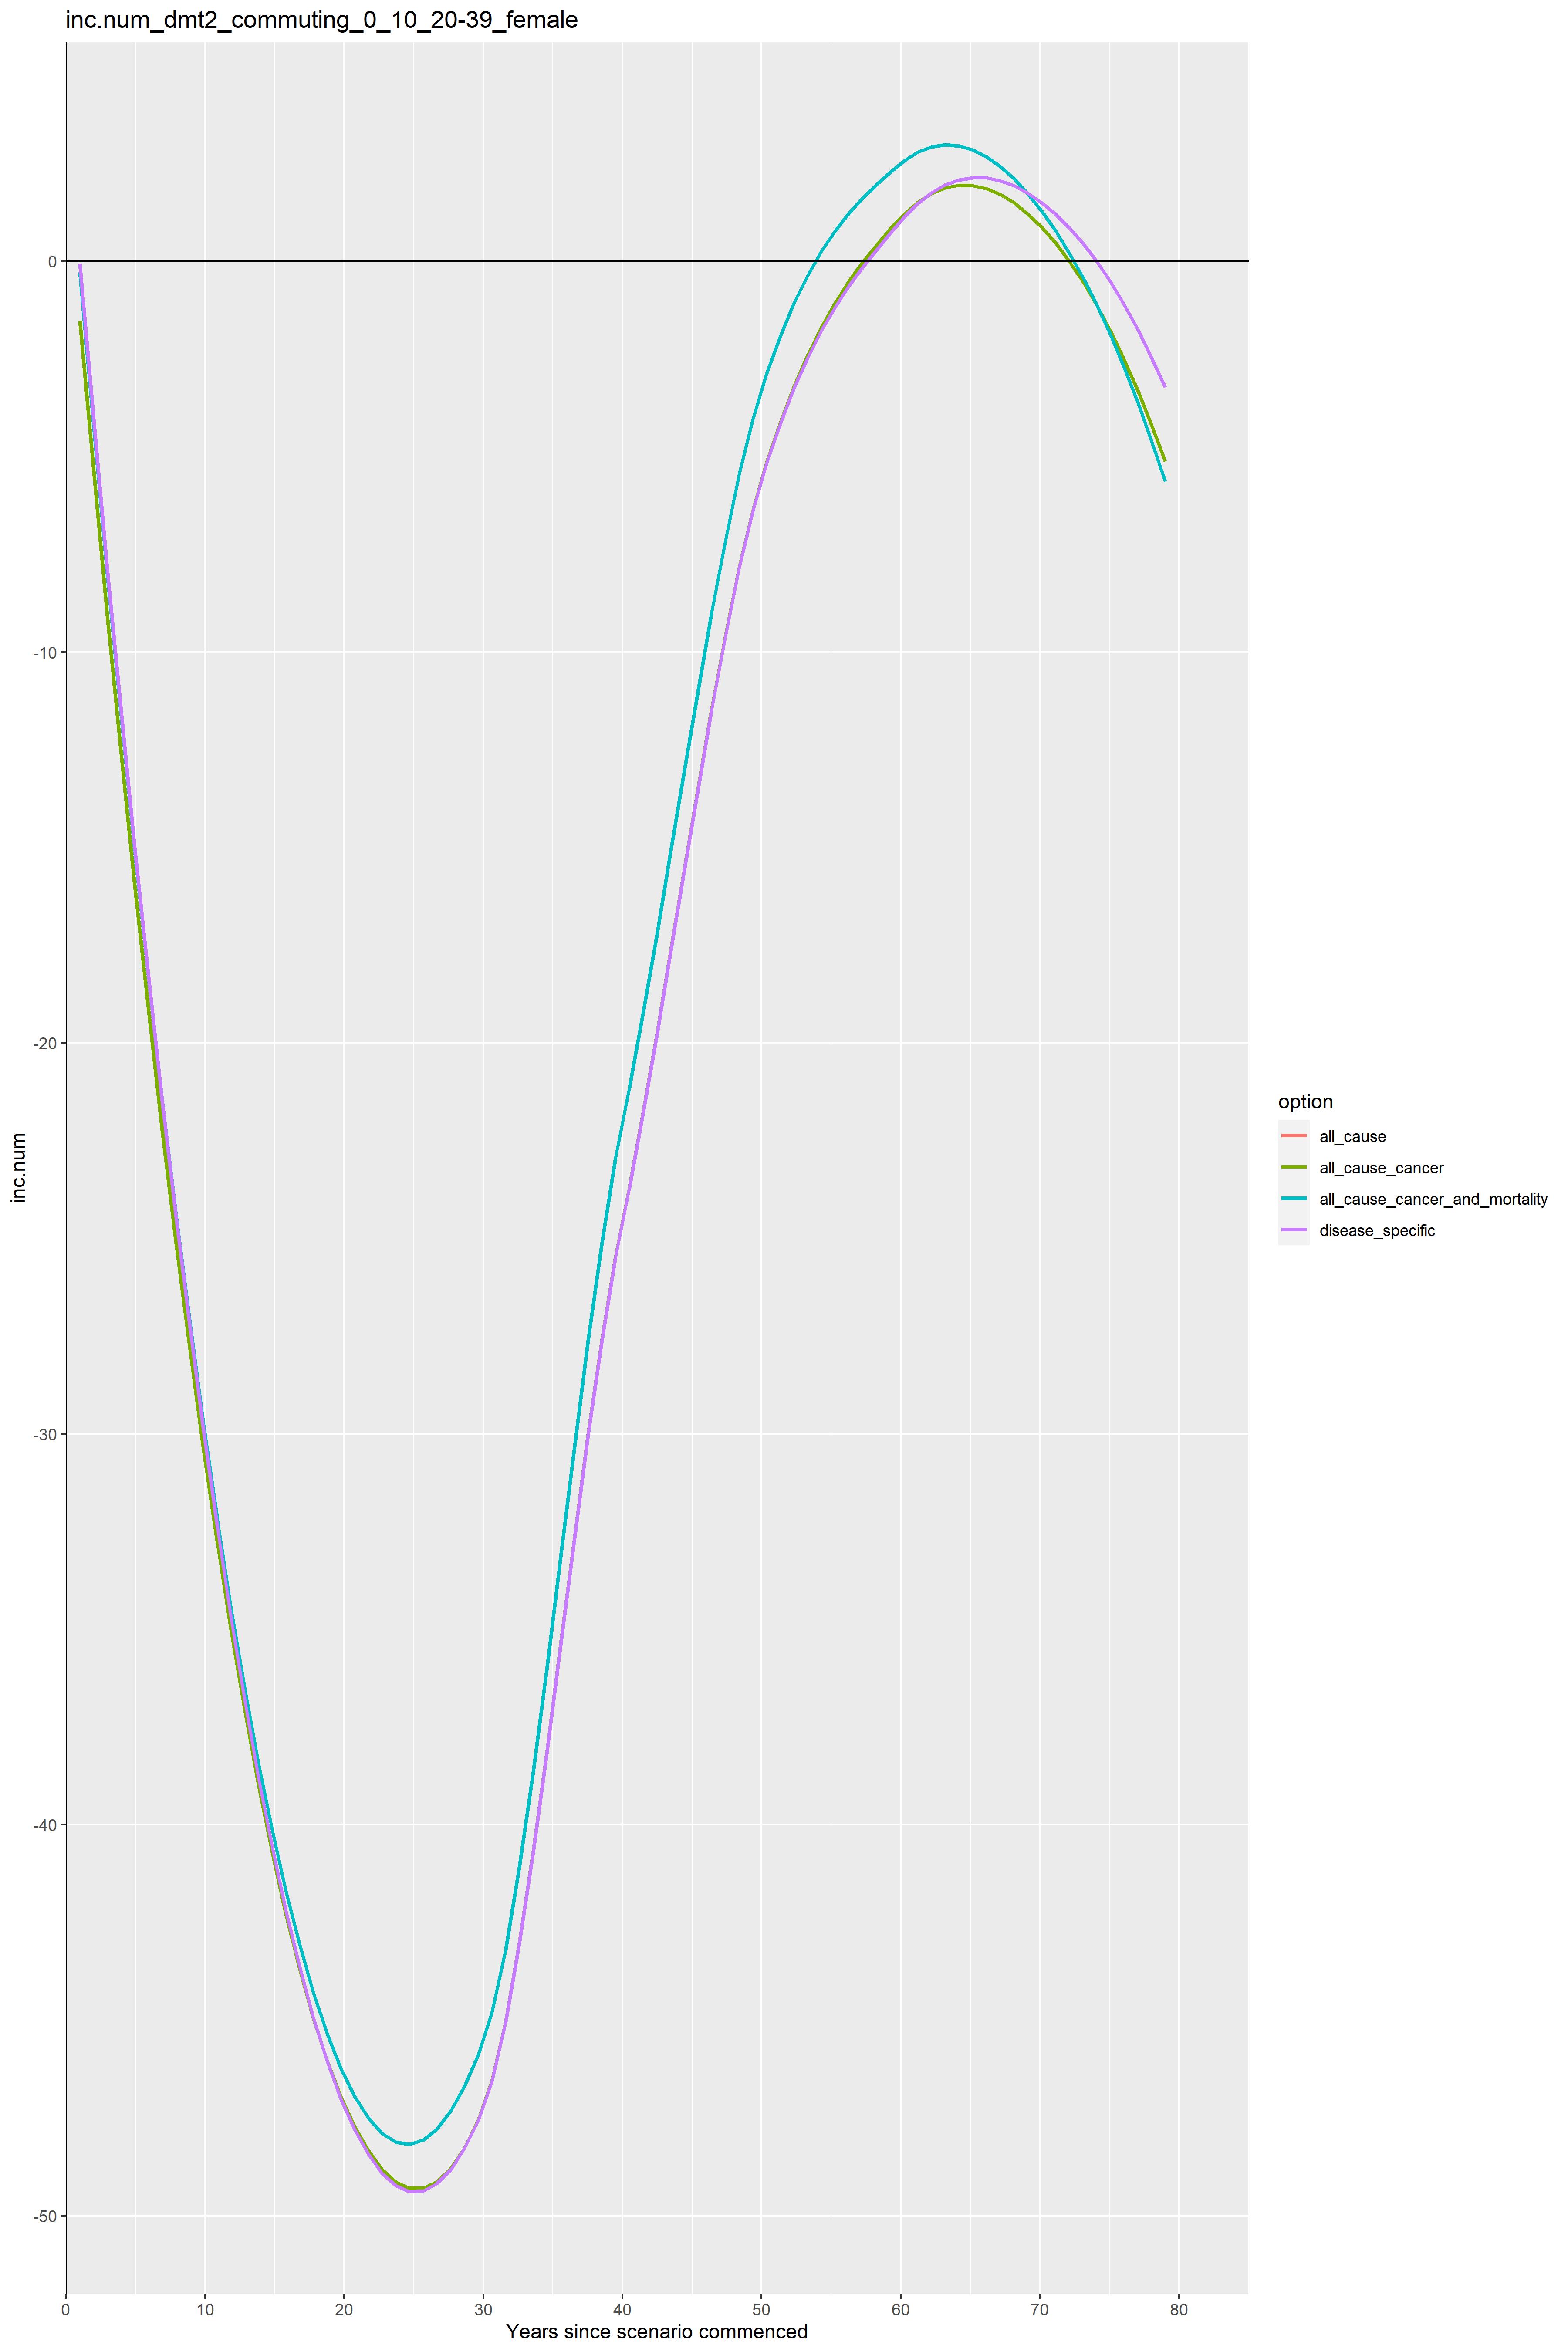 inc.num_dmt2_commuting_0_10_20-39_female
0
-10
-20
-30
-40
-50
inc.num
0 10 20 30 40 50 60 70 80
Years since scenario commenced
option
all_cause
all_cause_cancer
all_cause_cancer_and_mortality
disease_specific